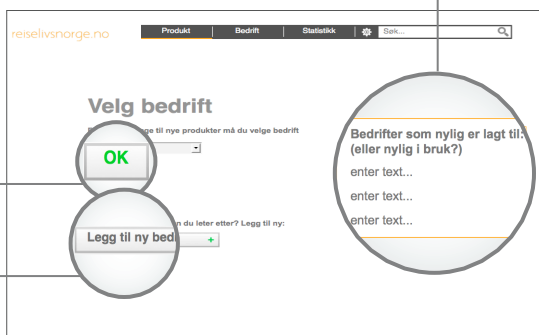 reiselivsnorge.no
Produkt Bedrift Statistikk Søk...
Velg bedrift
til nye produkter må du velge bedrift
OK
du leter etter? Legg til ny:
Legg til ny bedr +
Bedrifter som nylig er lagt til:
(eller nylig i bruk?)
enter text...
enter text...
enter text...